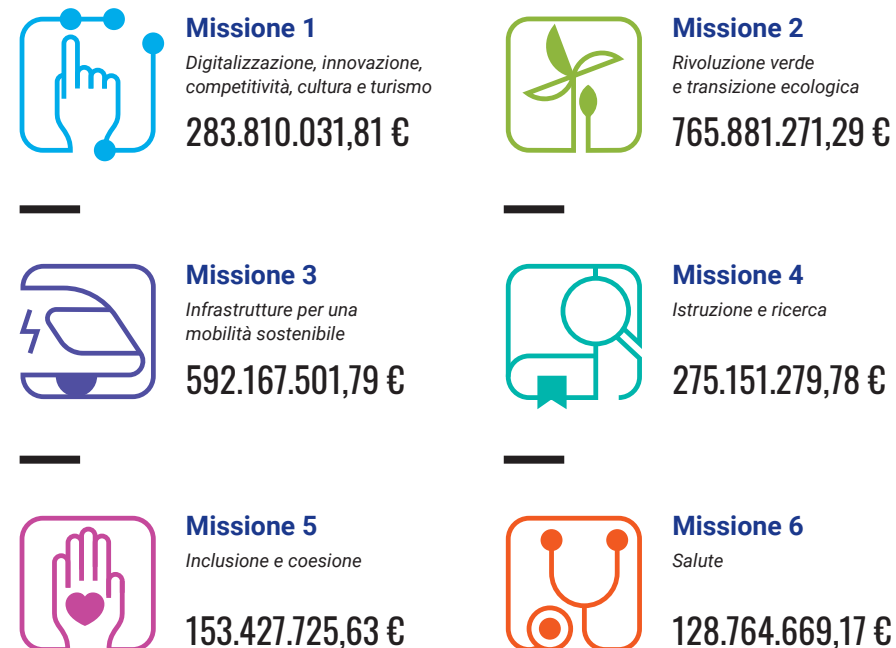 Missione 1
Digitalizzazione, innovazione,
competitività, cultura e turismo
283.810.031,81 €
Missione 2
Rivoluzione verde
e transizione ecologica
765.881.271,29 €
Missione 3
Infrastrutture per una
mobilità sostenibile
592.167.501,79 €
Missione 4
Istruzione e ricerca
275.151.279,78 €
Missione 5
Inclusione e coesione
153.427.725,63 €
Missione 6
Salute
128.764.669,17 €